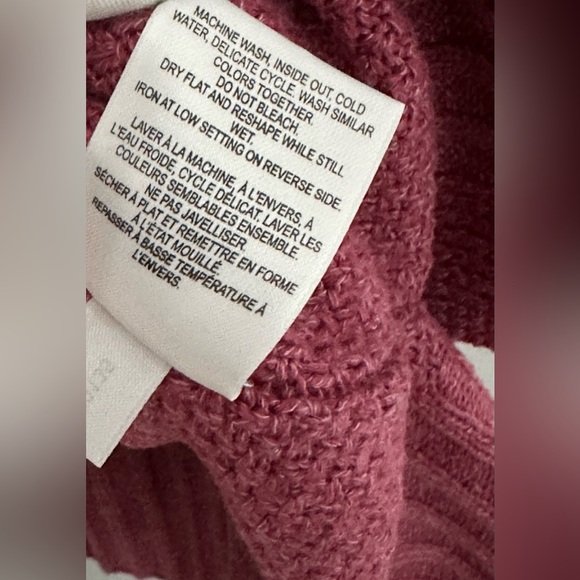 MACHINE WASH, INSIDE OUT, COLD
WATER, DELICATE CYCLE. WASH SIMILAR
COLORS TOGETHER
DO NOT BLEACH.
DRY FLAT AND RESHAPE WHILE STILL
WET.
IRON AT LOW SETTING ON REVERSE SIDE.
LAVER À LA MACHINE, À L'ENVERS, À
L'EAU FROIDE, CYCLE DÉLICAT. LAVER LES
COULEURS SEMBLABLES ENSEMBLE.
NE PAS JAVELLISER
SÉCHER À PLAT ET REMETTRE EN FORME
À L'ÉTAT MOUILLÉ.
REPASSER À BASSE TEMPÉRATURE À
L'ENVERS.